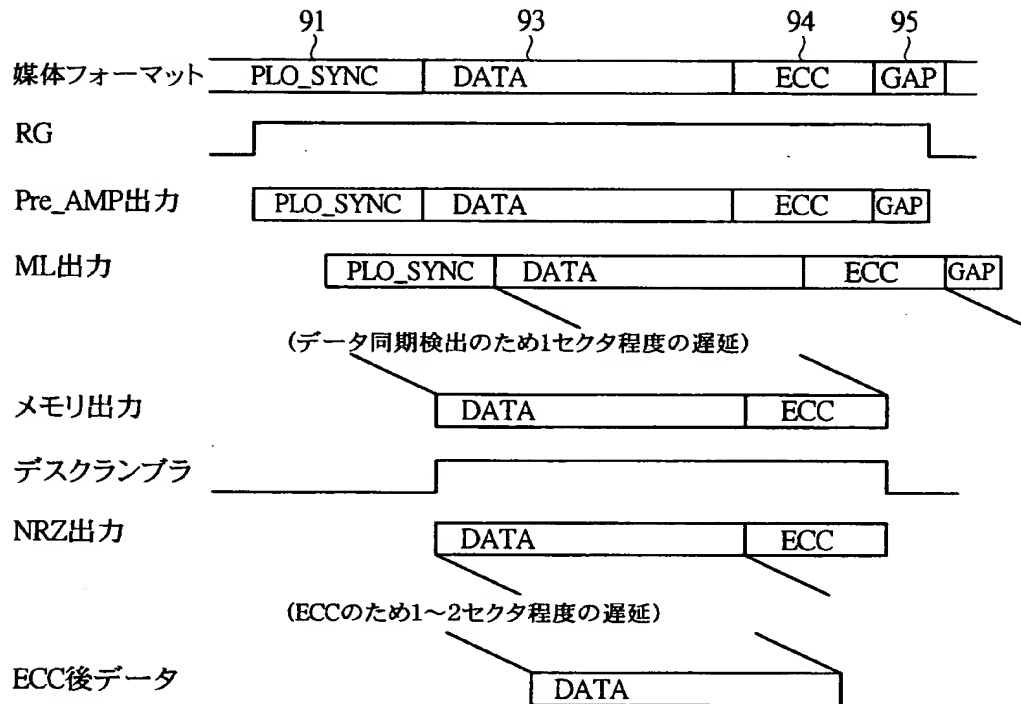 91 93 94 95
媒体フォーマット PLO_SYNC DATA ECC GAP
RG
Pre_AMP出力 PLO_SYNC DATA ECC GAP
ML出力 PLO_SYNC DATA ECC GAP
(データ同期検出のため1セクタ程度の遅延)
メモリ出力 DATA ECC
デスクランブラ
NRZ出力 DATA ECC
(ECCのため1～2セクタ程度の遅延)
ECC後データ DATA